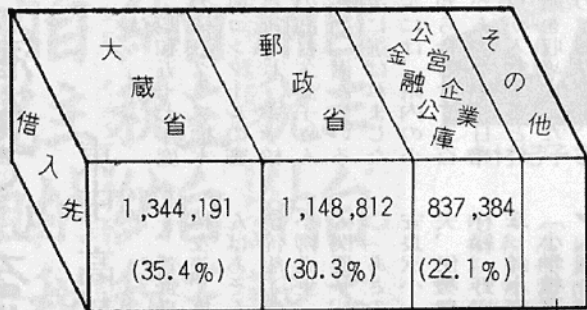 借入先
大蔵省
郵政省
公営企業
金融公庫
その他
1,344,191
1,148,812
837,384
(35.4%)
(30.3%)
(22.1%)